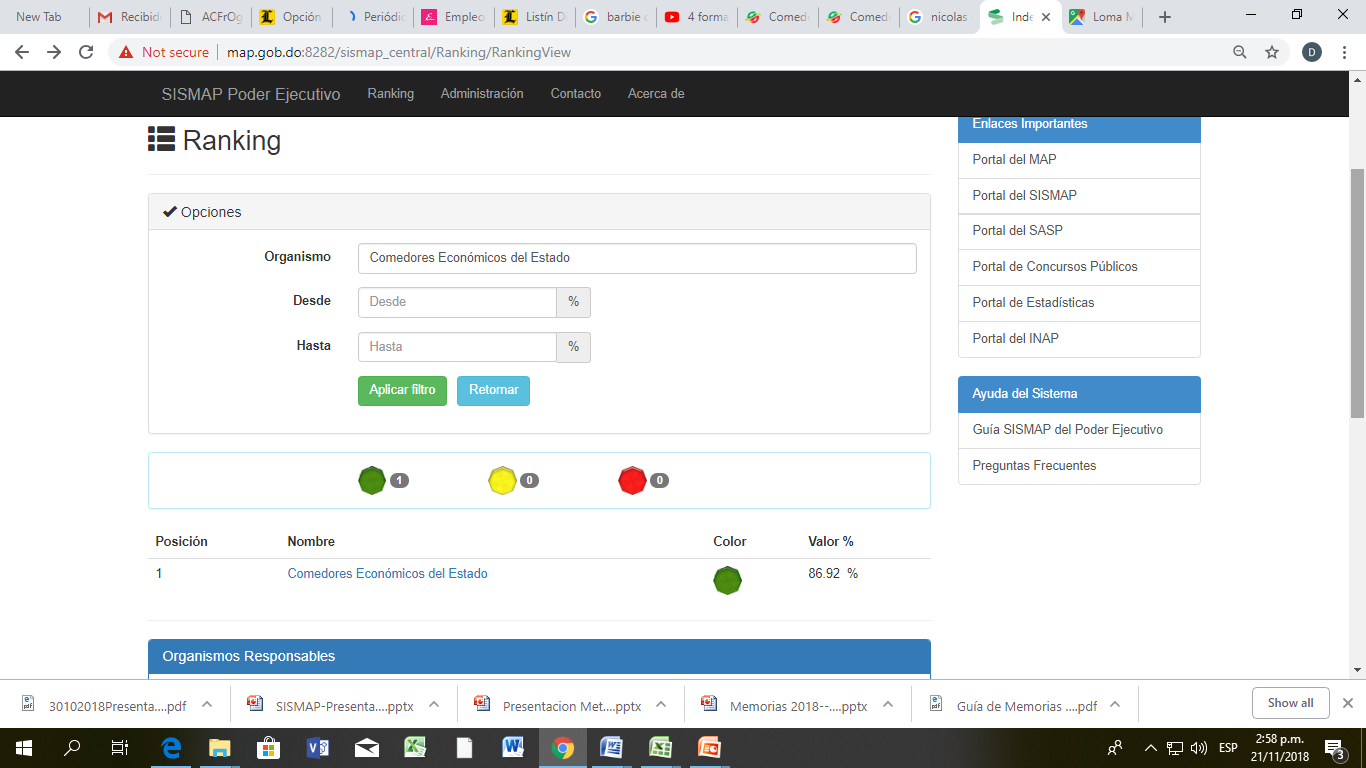 New Tab Recibid ACFrOg Opción Periódic Empleo Listín D barbie 4 forma Comed Comed nicolas Inde Loma M
Not secure map.gob.do:8282/sismap_central/Ranking/RankingView D
SISMAP Poder Ejecutivo Ranking Administración Contacto Acerca de
Ranking
Opciones
Organismo Comedores Económicos del Estado
Desde Desde %
Hasta Hasta %
Aplicar filtro Retornar
1 0 0
Posición Nombre Color Valor %
1 Comedores Económicos del Estado 86.92 %
Organismos Responsables
Enlaces Importantes
Portal del MAP
Portal del SISMAP
Portal del SASP
Portal de Concursos Públicos
Portal de Estadísticas
Portal del INAP
Ayuda del Sistema
Guía SISMAP del Poder Ejecutivo
Preguntas Frecuentes
30102018Presenta....pdf SISMAP-Presenta....pptx Presentacion Met....pptx Memorias 2018--....pptx Guía de Memorias ....pdf Show all
ESP 2:58 p.m.
21/11/2018 3